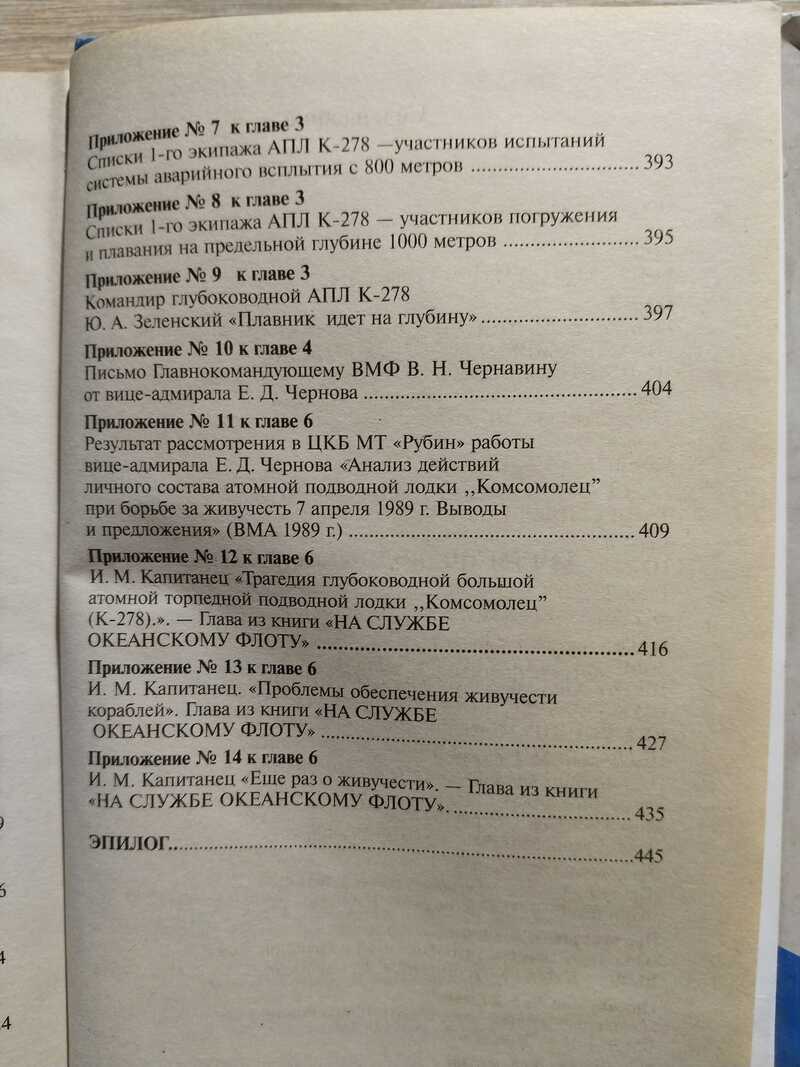 Приложение № 7 к главе 3
Списки 1-го экипажа АПЛ К-278 —участников испытаний
системы аварийного всплытия с 800 метров ........................ 393
Приложение № 8 к главе 3
Списки 1-го экипажа АПЛ К-278 — участников погружения
и плавания на предельной глубине 1000 метров ........................ 395
Приложение № 9 к главе 3
Командир глубоководной АПЛ К-278
Ю. А. Зеленский «Плавник идет на глубину» ........................ 397
Приложение № 10 к главе 4
Письмо Главнокомандующему ВМФ В. Н. Чернавину
от вице-адмирала Е. Д. Чернова ........................ 404
Приложение № 11 к главе 6
Результат рассмотрения в ЦКБ МТ «Рубин» работы
вице-адмирала Е. Д. Чернова «Анализ действий
личного состава атомной подводной лодки ,,Комсомолец”
при борьбе за живучесть 7 апреля 1989 г. Выводы
и предложения» (ВМА 1989 г.) ........................ 409
Приложение № 12 к главе 6
И. М. Капитанец «Трагедия глубоководной большой
атомной торпедной подводной лодки ,,Комсомолец”
(К-278).». — Глава из книги «НА СЛУЖБЕ
ОКЕАНСКОМУ ФЛОТУ» ........................ 416
Приложение № 13 к главе 6
И. М. Капитанец. «Проблемы обеспечения живучести
кораблей». Глава из книги «НА СЛУЖБЕ
ОКЕАНСКОМУ ФЛОТУ» ........................ 427
Приложение № 14 к главе 6
И. М. Капитанец «Еще раз о живучести». — Глава из книги
«НА СЛУЖБЕ ОКЕАНСКОМУ ФЛОТУ». ........................ 435
ЭПИЛОГ ........................ 445